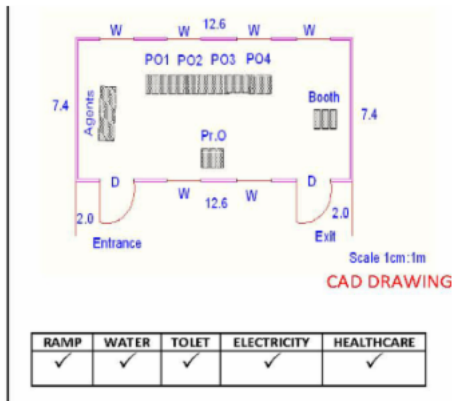 W 12.6 W W
PO1 PO2 PO3 PO4
7.4 Agents Booth 7.4
Pr.O
D W W D
2.0 12.6 2.0
Entrance Exit
Scale 1cm:1m
CAD DRAWING
RAMP WATER TOLET ELECTRICITY HEALTHCARE
✓ ✓ ✓ ✓ ✓